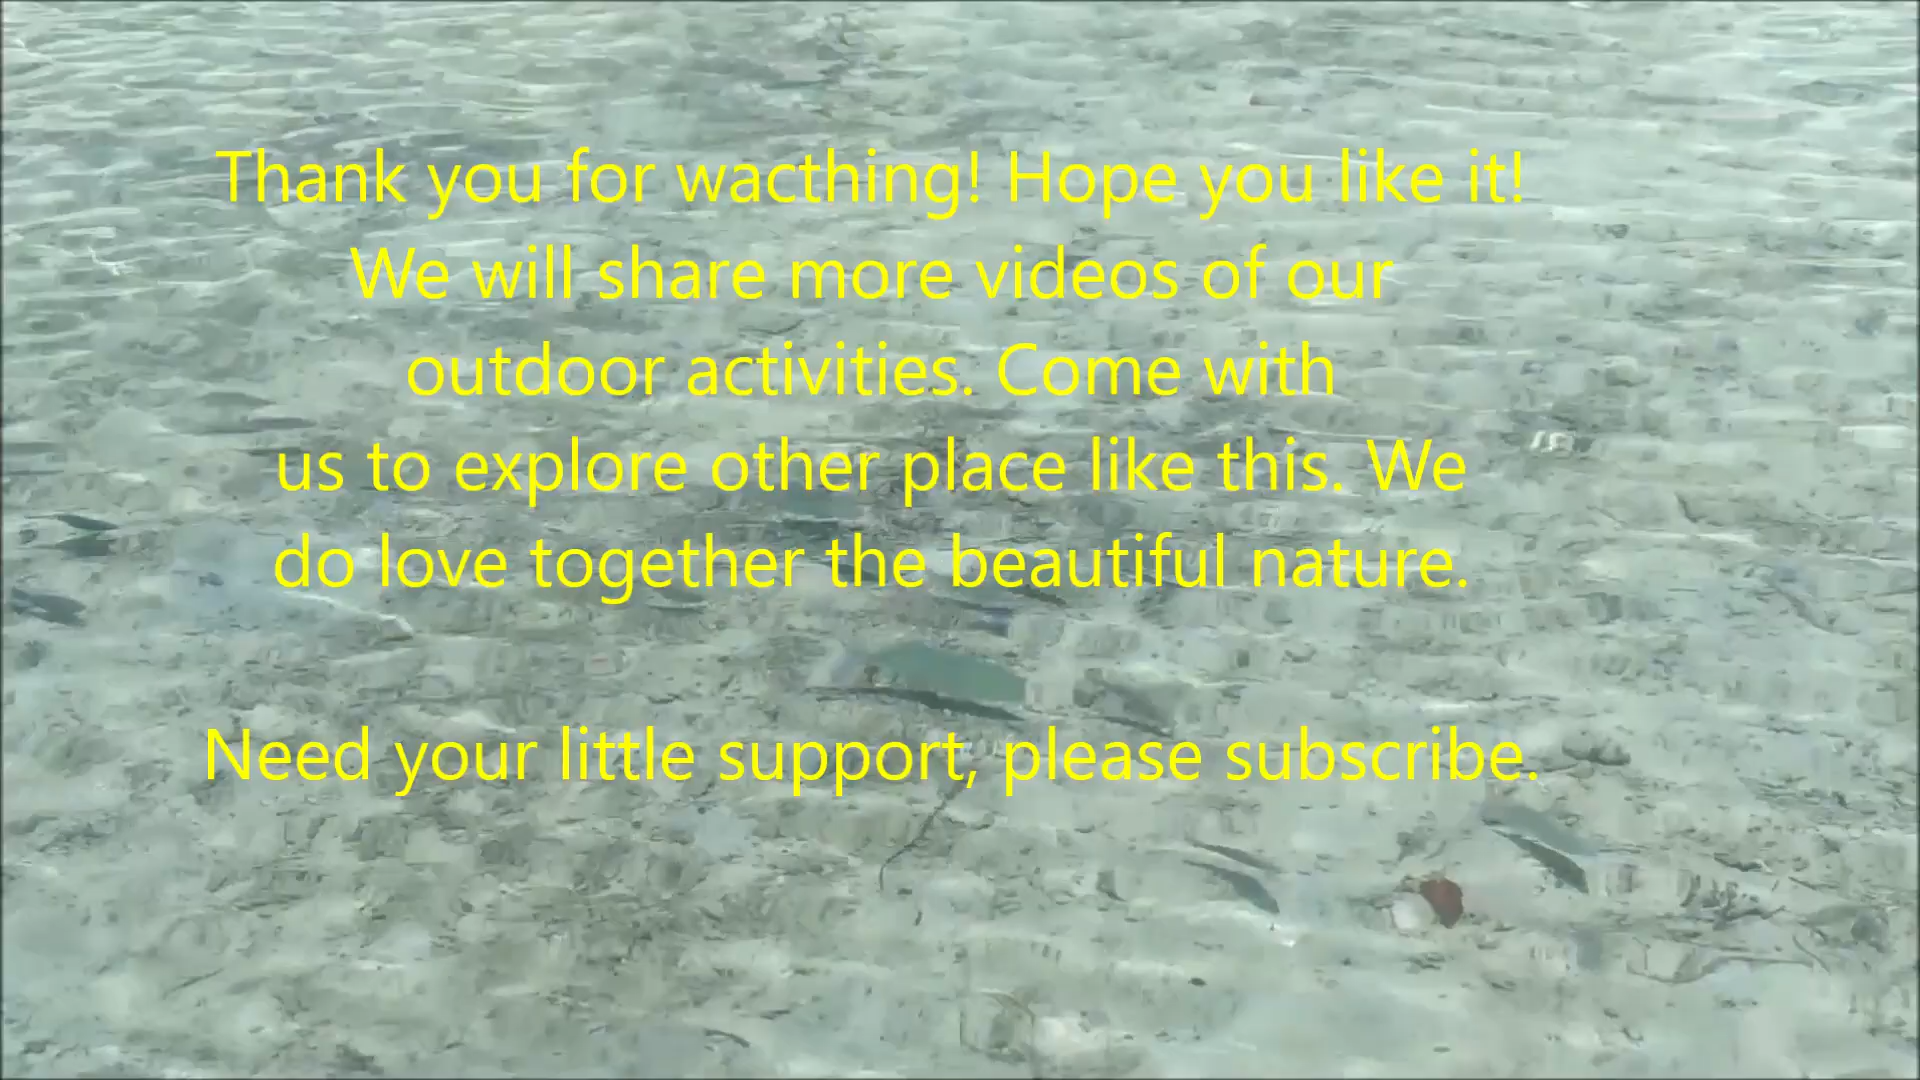 Thank you for wacthing! Hope you like it!
We will share more videos of our
outdoor activities. Come with
us to explore other place like this. We
do love together the beautiful nature.
Need your little support, please subscribe.